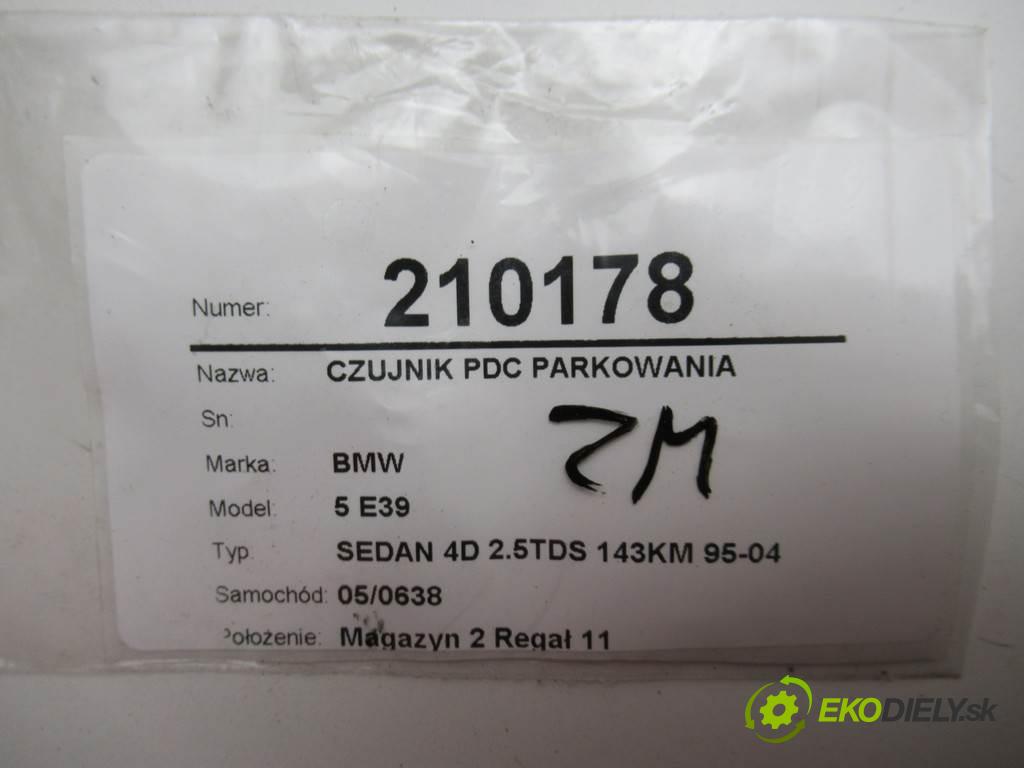 Numer: 210178
Nazwa: CZUJNIK PDC PARKOWANIA
Sn:
ZM
Marka: BMW
Model: 5 E39
Typ: SEDAN 4D 2.5TDS 143KM 95-04
Samochód: 05/0638
Położenie: Magazyn 2 Regał 11
EKODIELY.sk